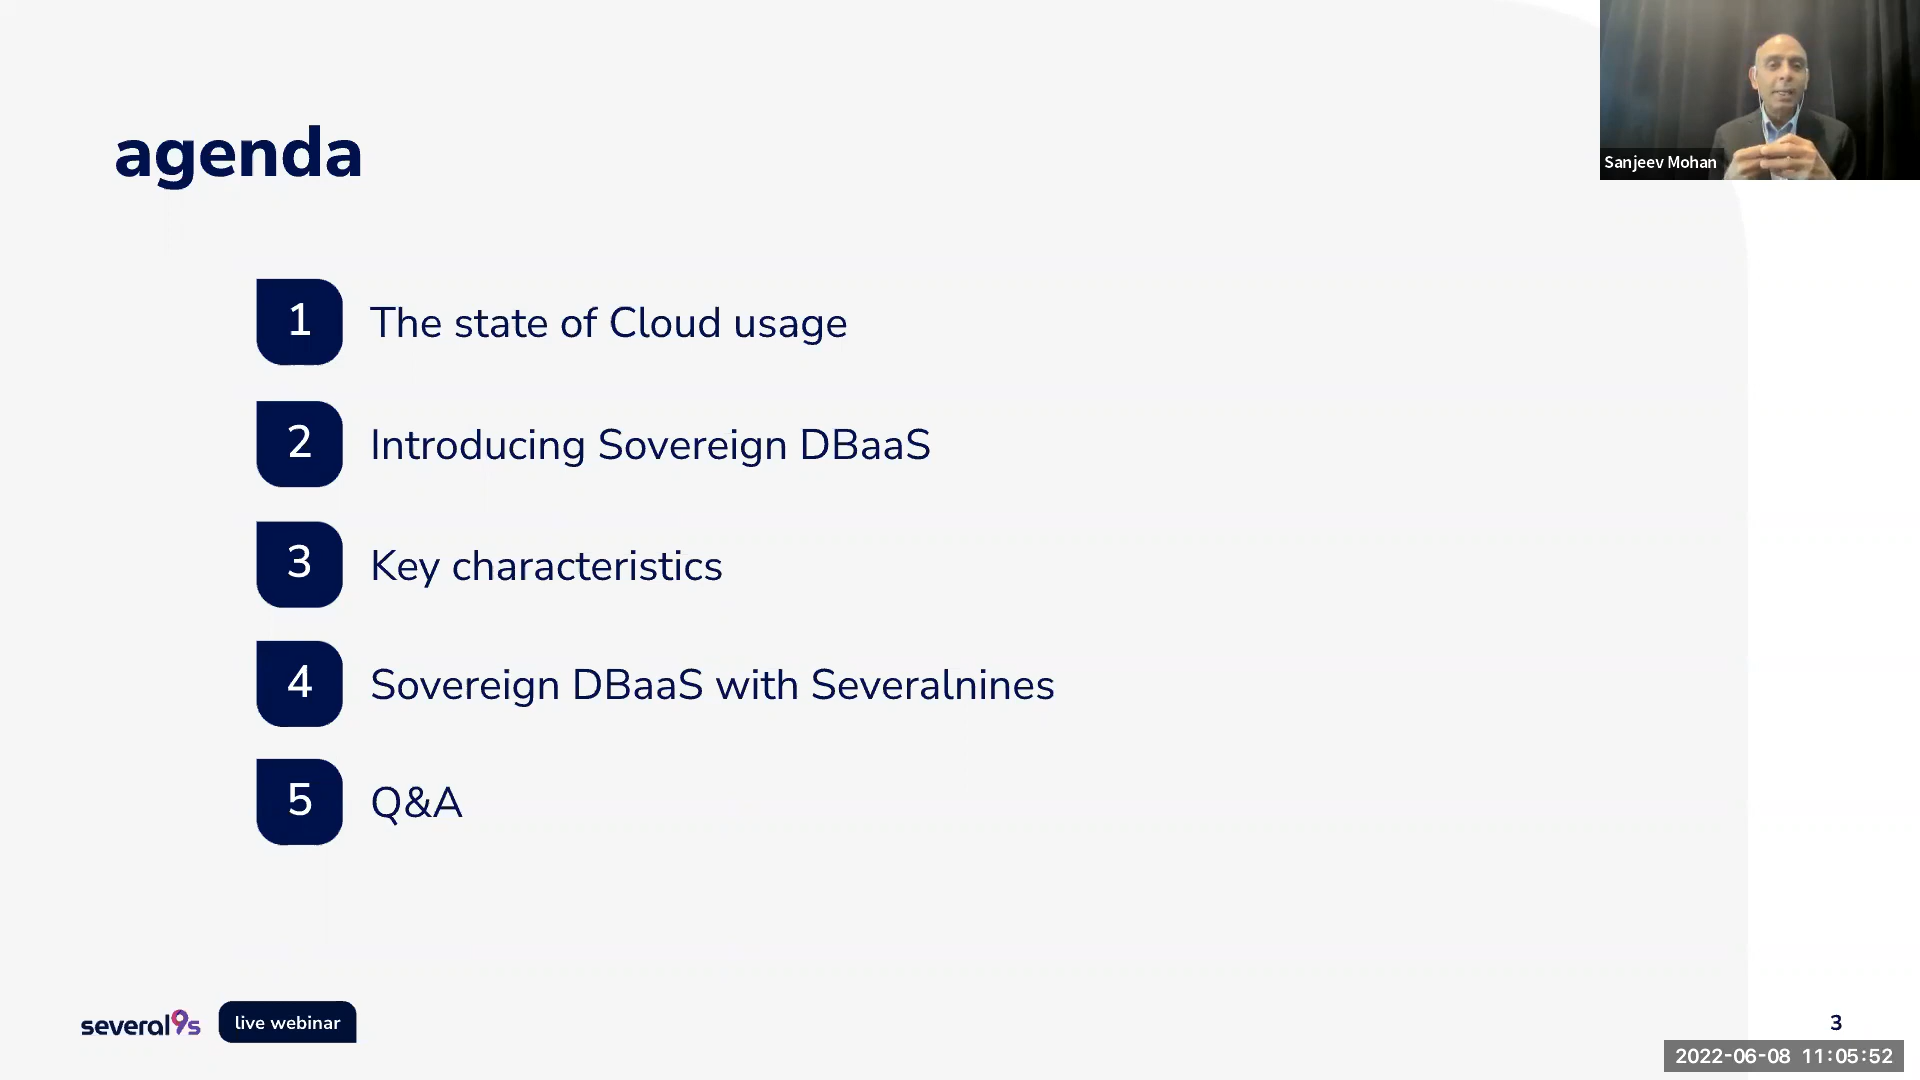 agenda
Sanjeev Mohan
1
The state of Cloud usage
2
Introducing Sovereign DBaaS
3
Key characteristics
4
Sovereign DBaaS with Severalnines
5
Q&A
several9s
live webinar
3
2022-06-08 11:05:52